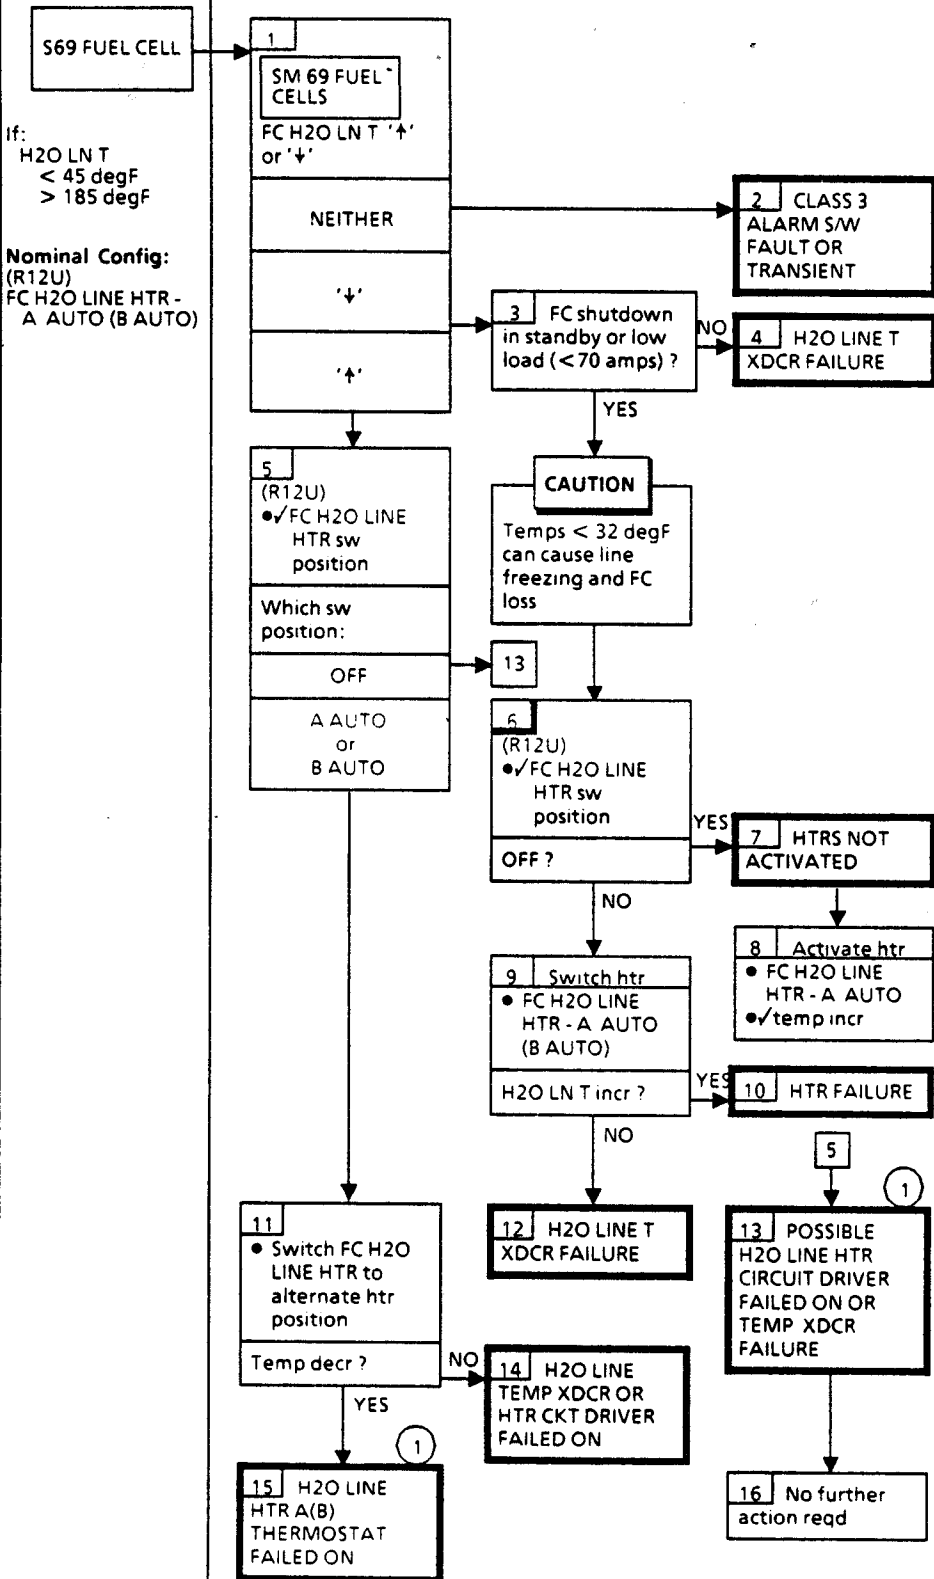 S69 FUEL CELL
If:
H2O LN T
< 45 degF
> 185 degF
Nominal Config:
(R12U)
FC H2O LINE HTR -
A AUTO (B AUTO)
1
SM 69 FUEL
CELLS
FC H2O LN T '↑'
or '↓'
NEITHER
'↓'
'↑'
2 CLASS 3
ALARM S/W
FAULT OR
TRANSIENT
3 FC shutdown
in standby or low
load (<70 amps) ?
NO
4 H2O LINE T
XDCR FAILURE
YES
5
(R12U)
●✓FC H2O LINE
HTR sw
position
Which sw
position:
OFF
A AUTO
or
B AUTO
13
CAUTION
Temps < 32 degF
can cause line
freezing and FC
loss
6
(R12U)
●✓FC H2O LINE
HTR sw
position
OFF ?
YES
7 HTRS NOT
ACTIVATED
NO
8 Activate htr
● FC H2O LINE
HTR - A AUTO
●✓temp incr
9 Switch htr
● FC H2O LINE
HTR - A AUTO
(B AUTO)
H2O LN T incr ?
YES
10 HTR FAILURE
NO
11
● Switch FC H2O
LINE HTR to
alternate htr
position
Temp decr ?
NO
YES
12 H2O LINE T
XDCR FAILURE
5
1
13 POSSIBLE
H2O LINE HTR
CIRCUIT DRIVER
FAILED ON OR
TEMP XDCR
FAILURE
14 H2O LINE
TEMP XDCR OR
HTR CKT DRIVER
FAILED ON
1
15 H2O LINE
HTR A(B)
THERMOSTAT
FAILED ON
16 No further
action reqd